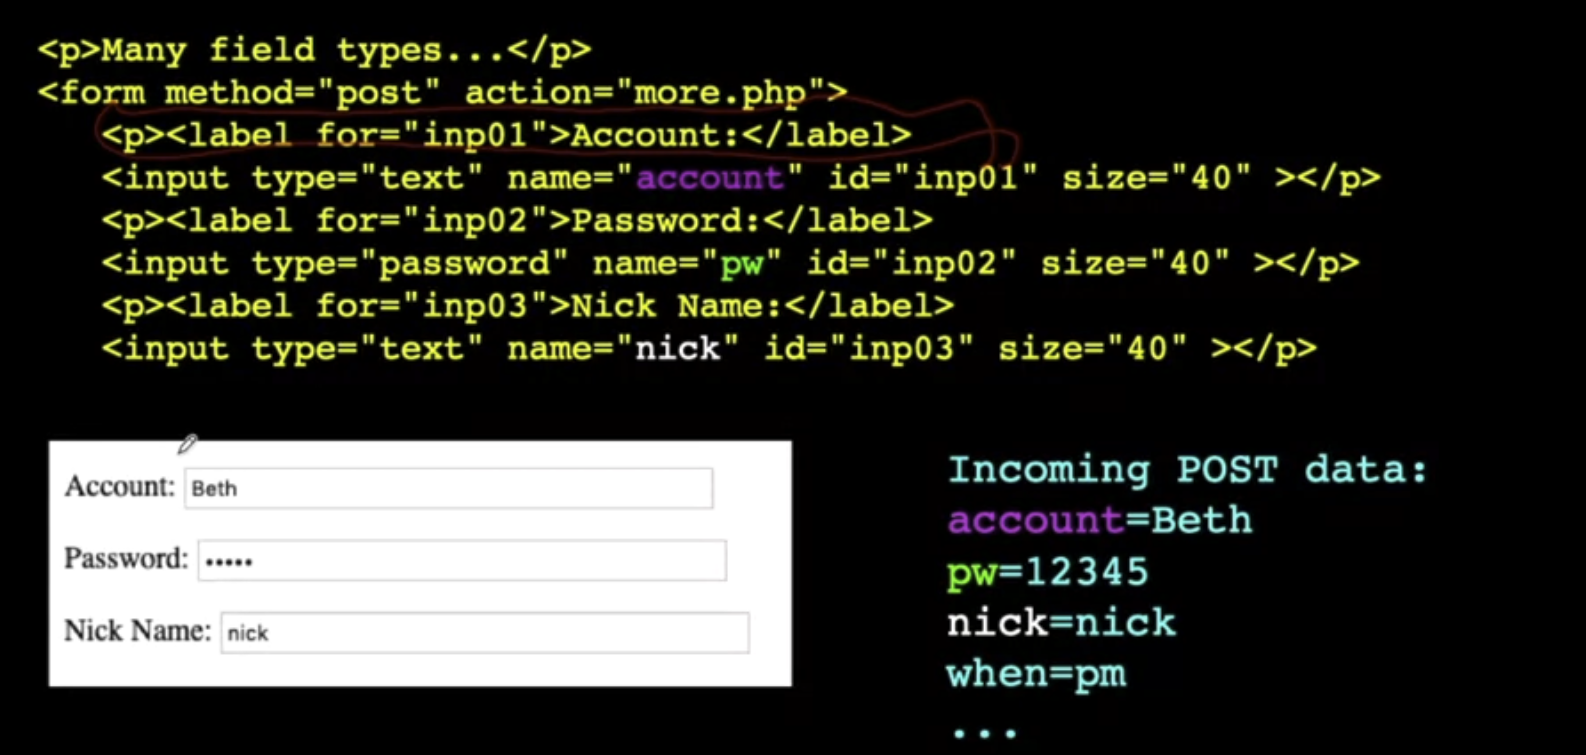 <p>Many field types...</p>
<form method="post" action="more.php">
<p><label for="inp01">Account:</label>
<input type="text" name="account" id="inp01" size="40" ></p>
<p><label for="inp02">Password:</label>
<input type="password" name="pw" id="inp02" size="40" ></p>
<p><label for="inp03">Nick Name:</label>
<input type="text" name="nick" id="inp03" size="40" ></p>
Account: Beth
Password: •••••
Nick Name: nick
Incoming POST data:
account=Beth
pw=12345
nick=nick
when=pm
...